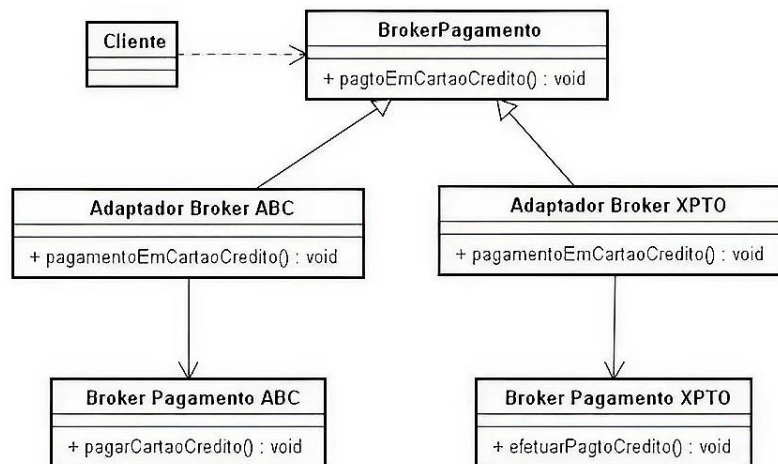 Cliente
BrokerPagamento
+ pagtoEmCartaoCredito() : void
Adaptador Broker ABC
+ pagamentoEmCartaoCredito() : void
Adaptador Broker XPTO
+ pagamentoEmCartaoCredito() : void
Broker Pagamento ABC
+ pagarCartaoCredito() : void
Broker Pagamento XPTO
+ efetuarPagtoCredito() : void